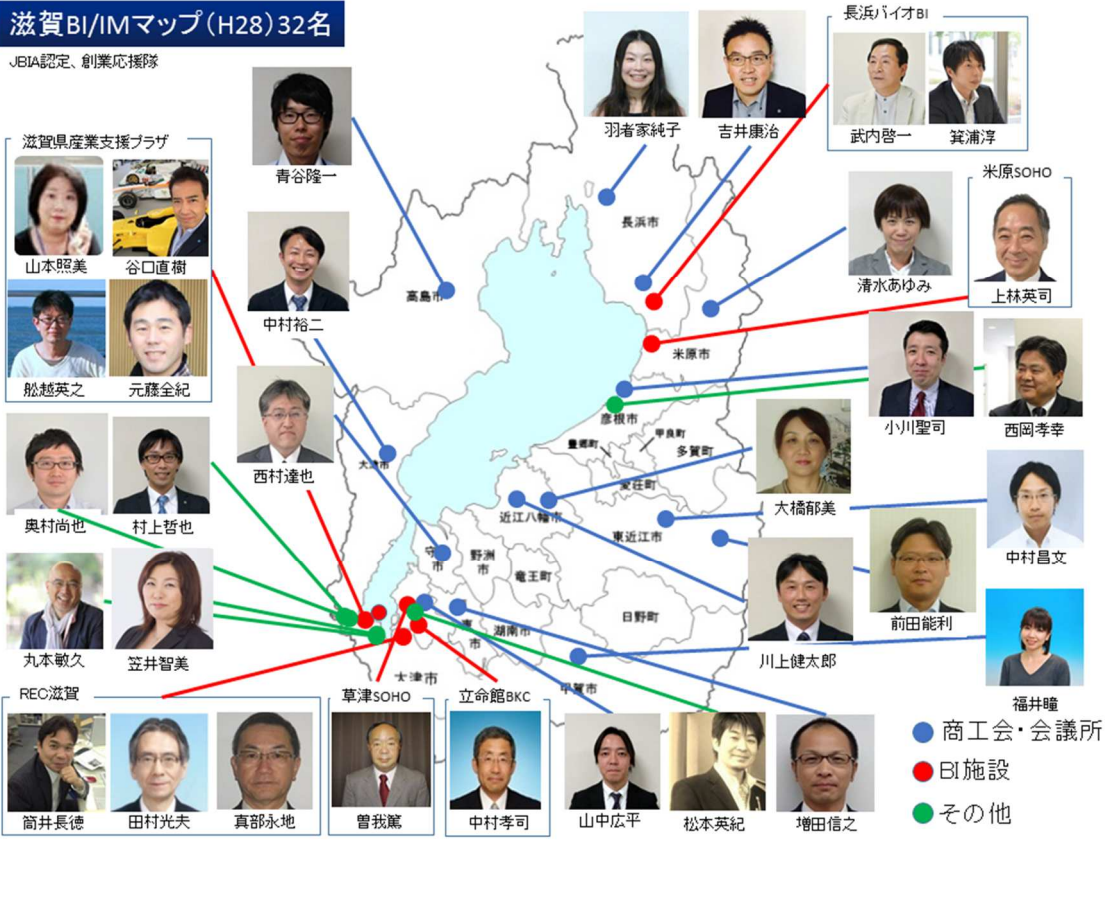 滋賀BI/IMマップ（H28）32名
JBIA認定、創業応援隊
長浜バイオBI
羽者家純子
吉井康治
武内啓一
箕浦淳
青谷隆一
滋賀県産業支援プラザ
山本照美
谷口直樹
米原SOHO
長浜市
清水あゆみ
上林英司
高島市
中村裕二
米原市
舩越英之
元藤全紀
彦根市
小川聖司
西岡孝幸
甲良町
豊郷町
多賀町
愛荘町
大津市
西村達也
大橋郁美
奥村尚也
村上哲也
近江八幡市
東近江市
中村昌文
守
市
野洲
市
竜王町
日野町
前田能利
丸本敏久
笠井智美
湖南市
市
川上健太郎
大津市
甲賀市
福井瞳
REC滋賀
草津SOHO
立命館BKC
商工会・会議所
BI施設
その他
筒井長徳
田村光夫
真部永地
曽我篤
中村孝司
山中広平
松本英紀
増田信之